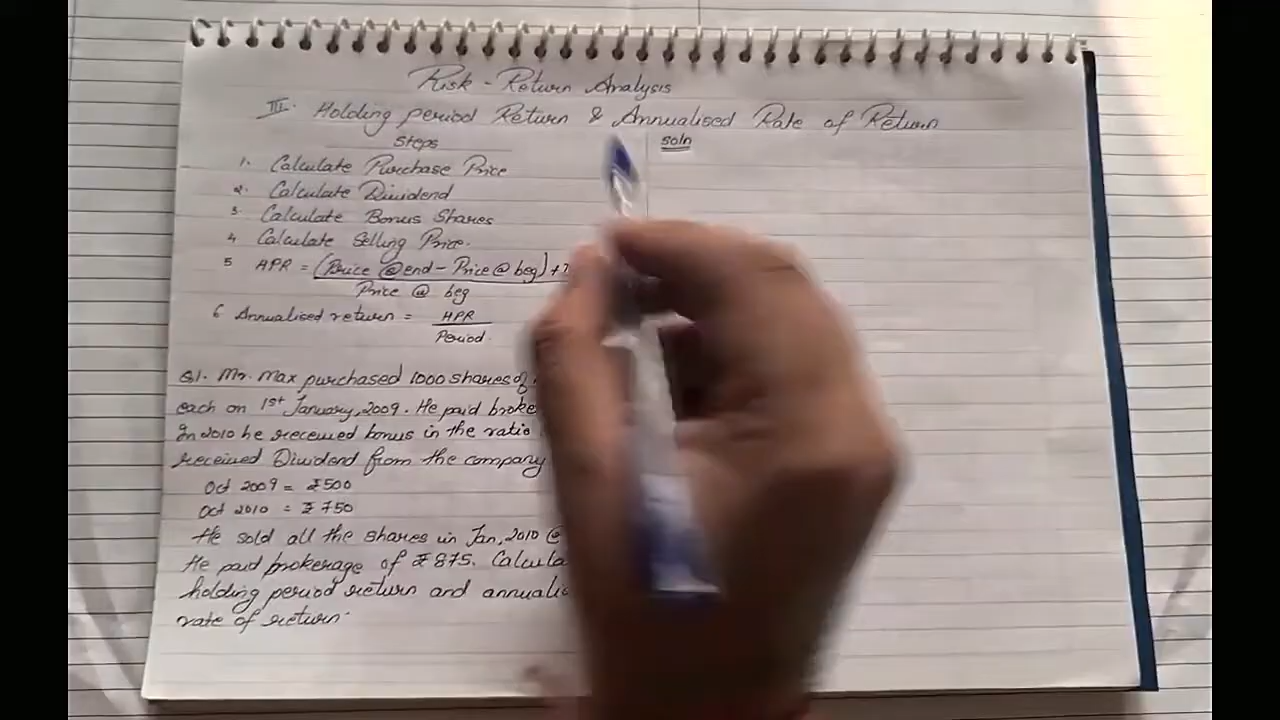 Risk - Return Analysis
III. Holding period Return & Annualised Rate of Return
Steps
1. Calculate Purchase Price
2. Calculate Dividend
3 Calculate Bonus Shares
4 Calculate Selling Price.
5 HPR = (Price @ end - Price @ beg) +
Price @ beg
6 Annualised return = HPR
Period.
Q1. Mr. Max purchased 1000 shares of
each on 1st January, 2009. He paid
In 2010 he received bonus in the ratio
received Dividend from the company
Oct 2009 = ₹500
Oct 2010 = ₹750
He sold all the shares in Jan, 2010 @
He paid brokerage of ₹875.
holding period return and
rate of return.
soln